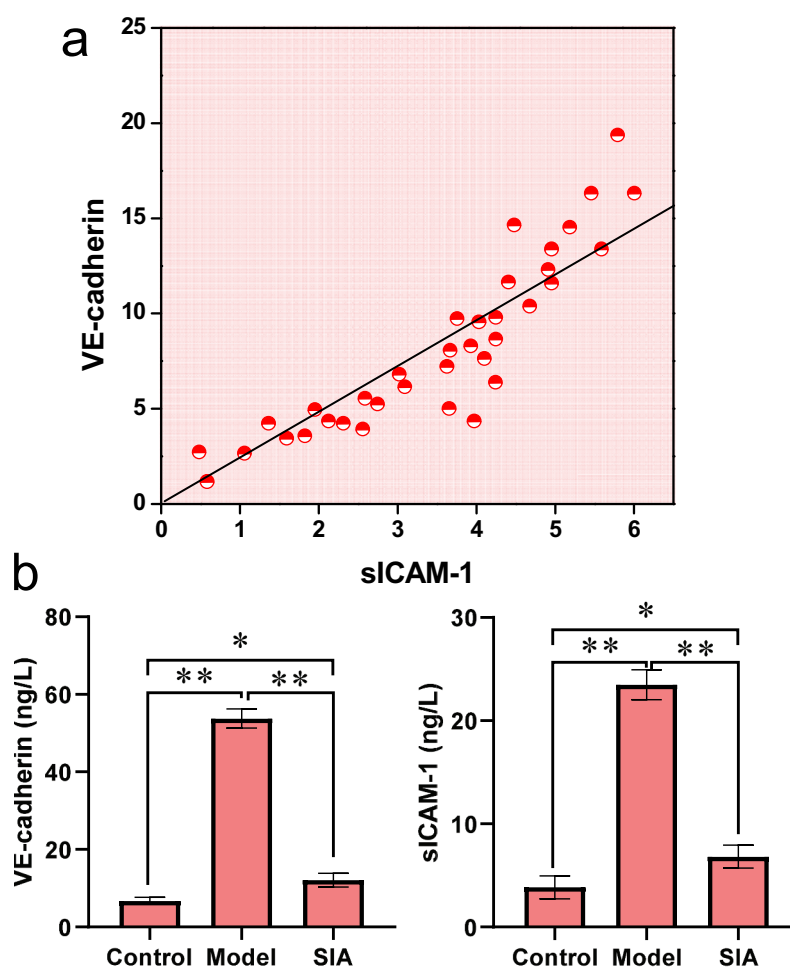 a
25
20
15
10
5
0
VE-cadherin
0 1 2 3 4 5 6
sICAM-1
b
80
60
40
20
0
VE-cadherin (ng/L)
*
** **
Control Model SIA
30
20
10
0
sICAM-1 (ng/L)
*
** **
Control Model SIA